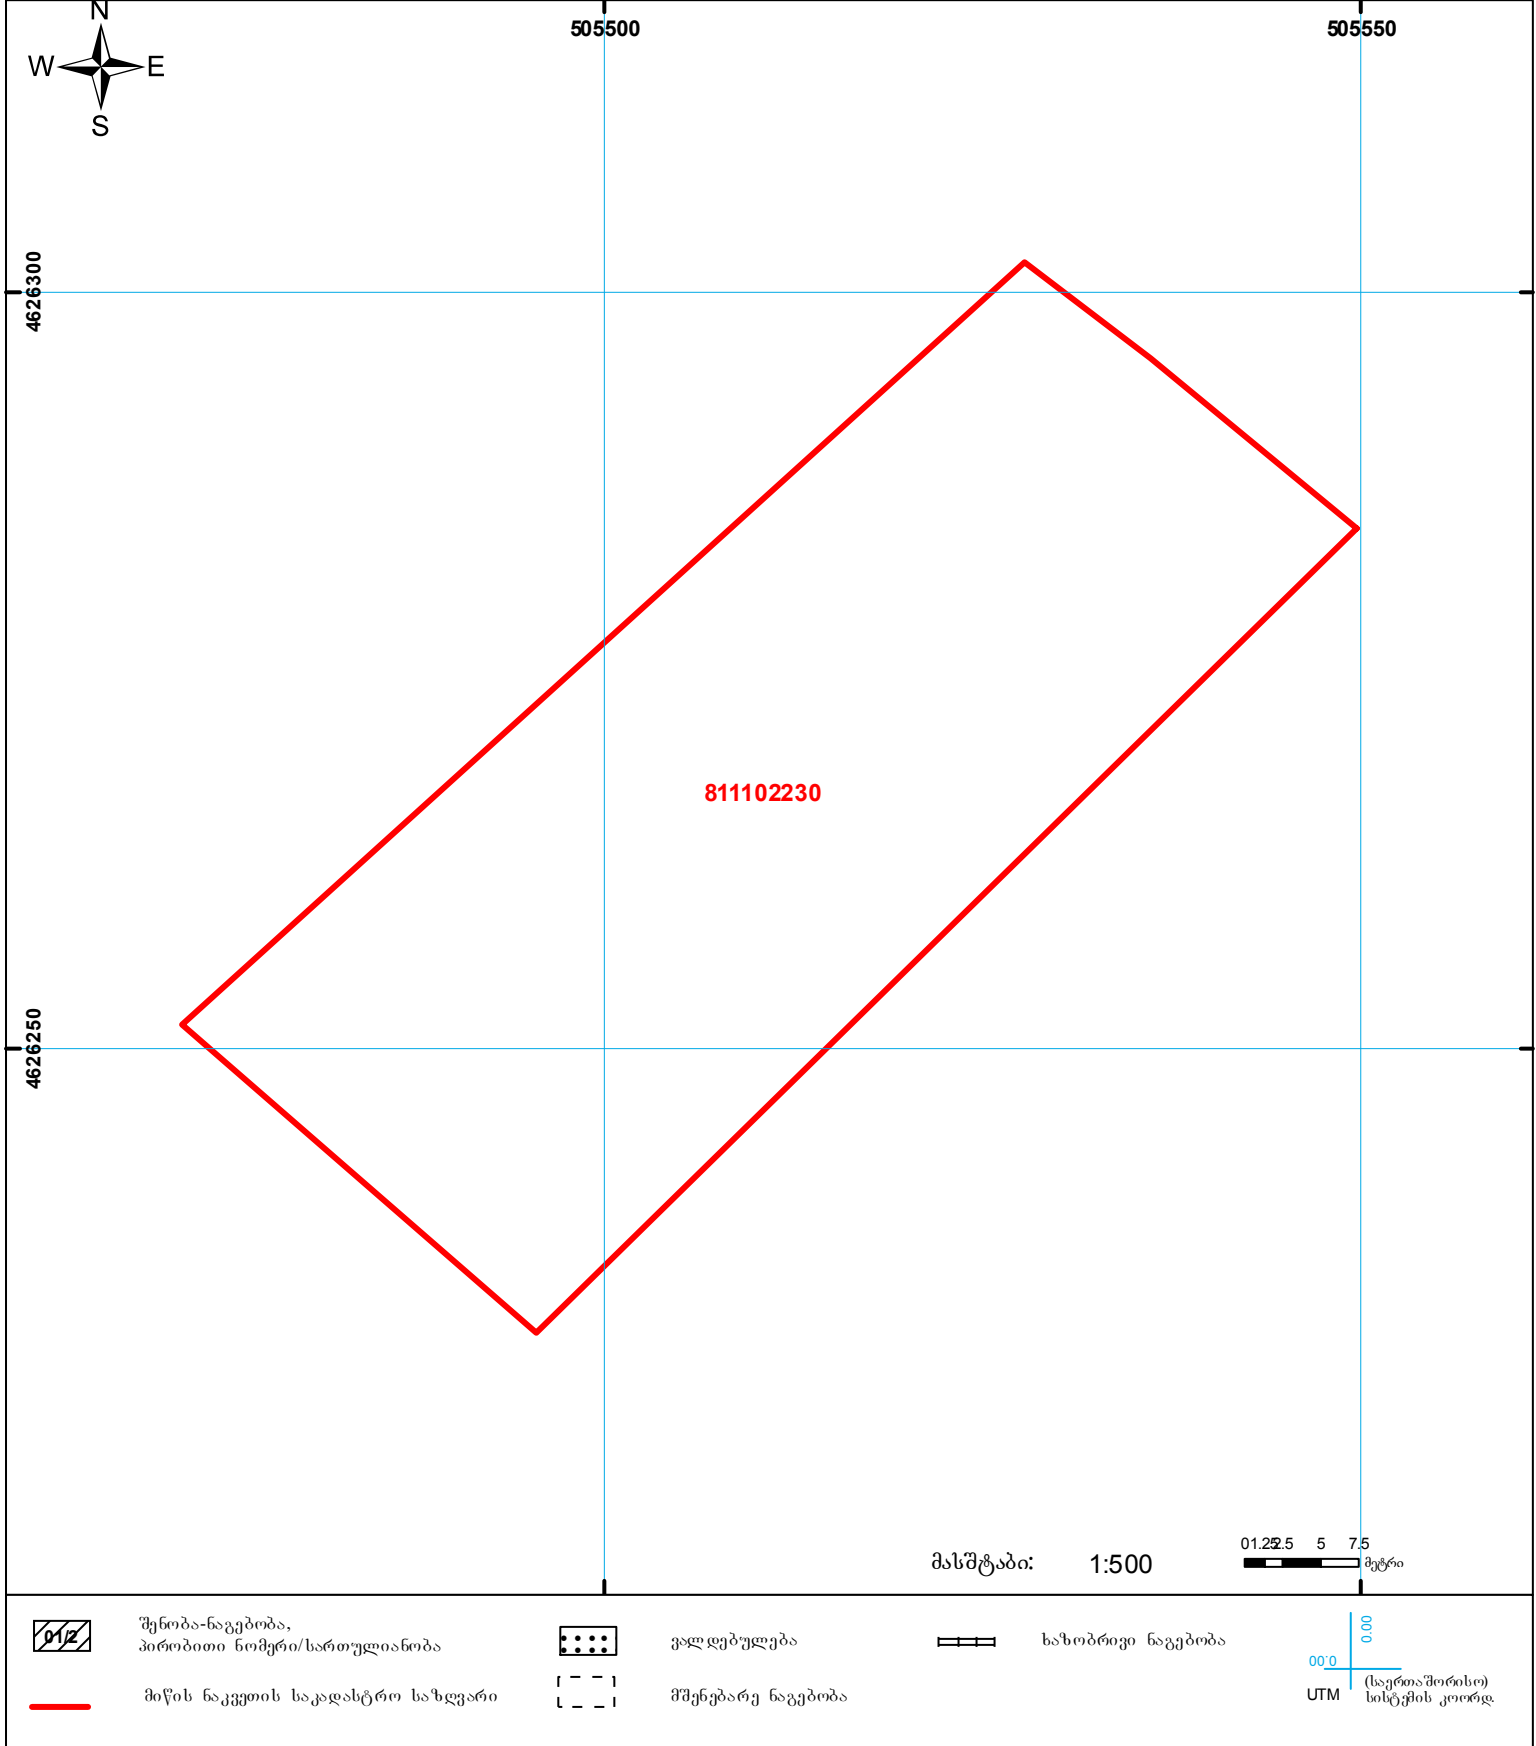 N
W E
S
505500
505550
4626300
811102230
4626250
მასშტაბი: 1:500
01.252.5 5 7.5
მეტრი
01/2
შენობა-ნაგებობა,
პირობითი ნომერი/სართულიანობა
ვალდებულება
ხაზობრივი ნაგებობა
მიწის ნაკვეთის საკადასტრო საზღვარი
მშენებარე ნაგებობა
0.00
0.00
UTM
(საერთაშორისო)
სისტემის კოორდ.